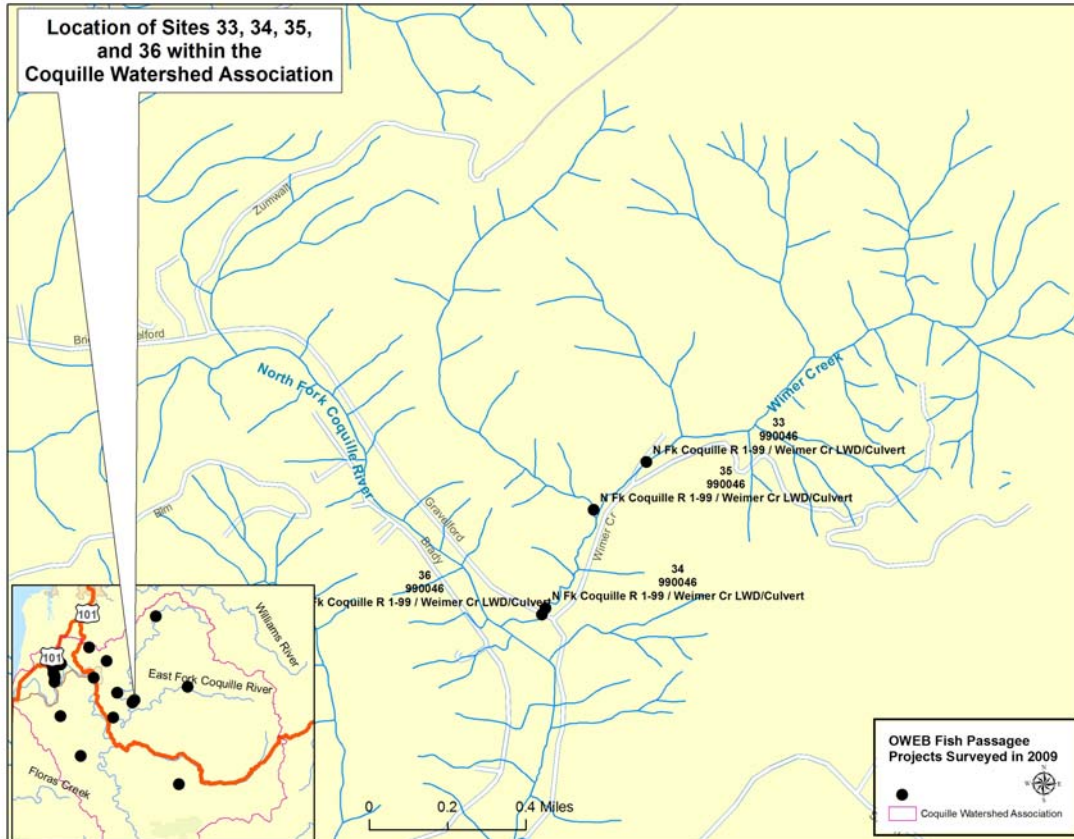 Location of Sites 33, 34, 35,
and 36 within the
Coquille Watershed Association
Zumwalt
North Fork Coquille River
Wimer Creek
33
990046
N Fk Coquille R 1-99 / Weimer Cr LWD/Culvert
35
990046
N Fk Coquille R 1-99 / Weimer Cr LWD/Culvert
Wimer Cr
Gravelford
Brady
Elm
34
990046
N Fk Coquille R 1-99 / Weimer Cr LWD/Culvert
36
990046
Fk Coquille R 1-99 / Weimer Cr LWD/Culvert
101
101
Williams River
East Fork Coquille River
Floras Creek
0 0.2 0.4 Miles
OWEB Fish Passagee
Projects Surveyed in 2009
N
W E
S
Coquille Watershed Association